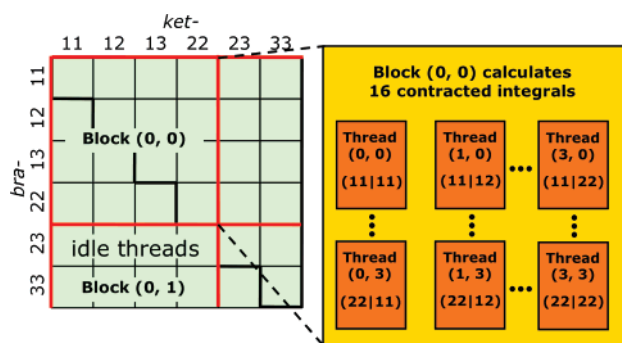 ket-
11 12 13 22 23 33
bra-
11
12
13
22
23
33
Block (0, 0)
idle threads
Block (0, 1)
Block (0, 0) calculates
16 contracted integrals
Thread
(0, 0)
(11|11)
Thread
(1, 0)
(11|12)
...
Thread
(3, 0)
(11|22)
Thread
(0, 3)
(22|11)
Thread
(1, 3)
(22|12)
...
Thread
(3, 3)
(22|22)